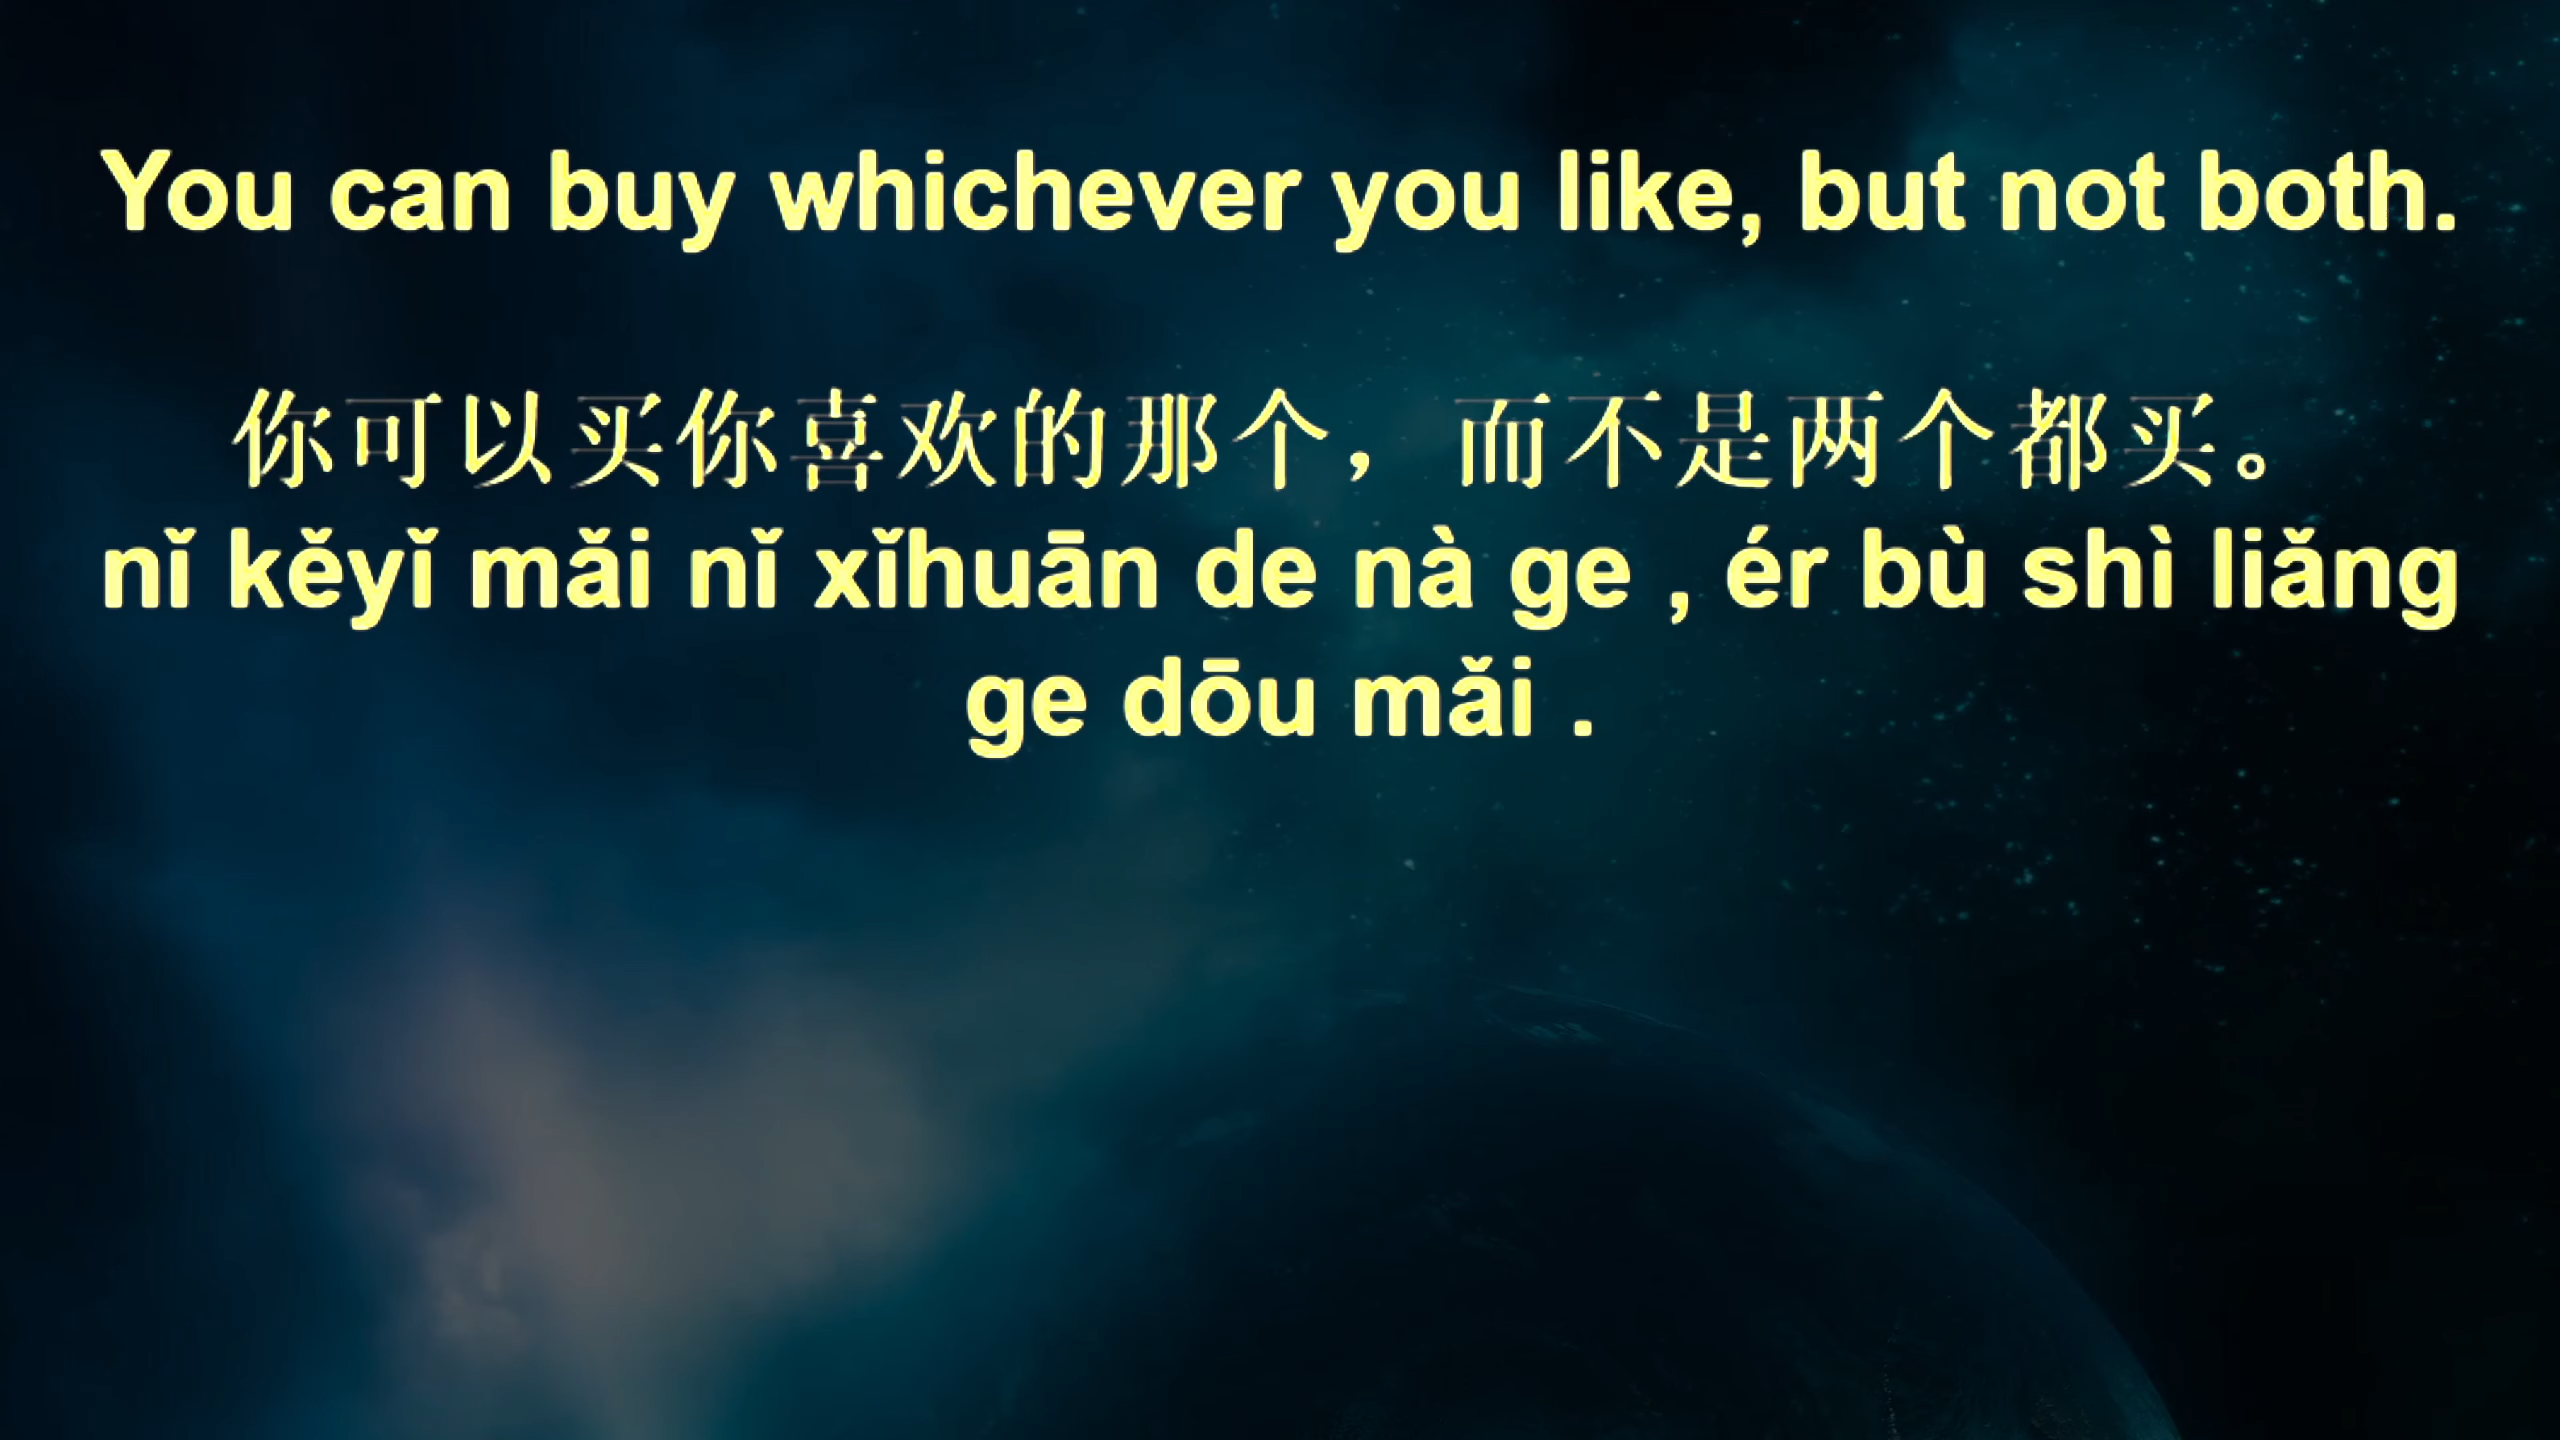 You can buy whichever you like, but not both.
你可以买你喜欢的那个，而不是两个都买。
nǐ kěyǐ mǎi nǐ xǐhuān de nà ge , ér bù shì liǎng
ge dōu mǎi .